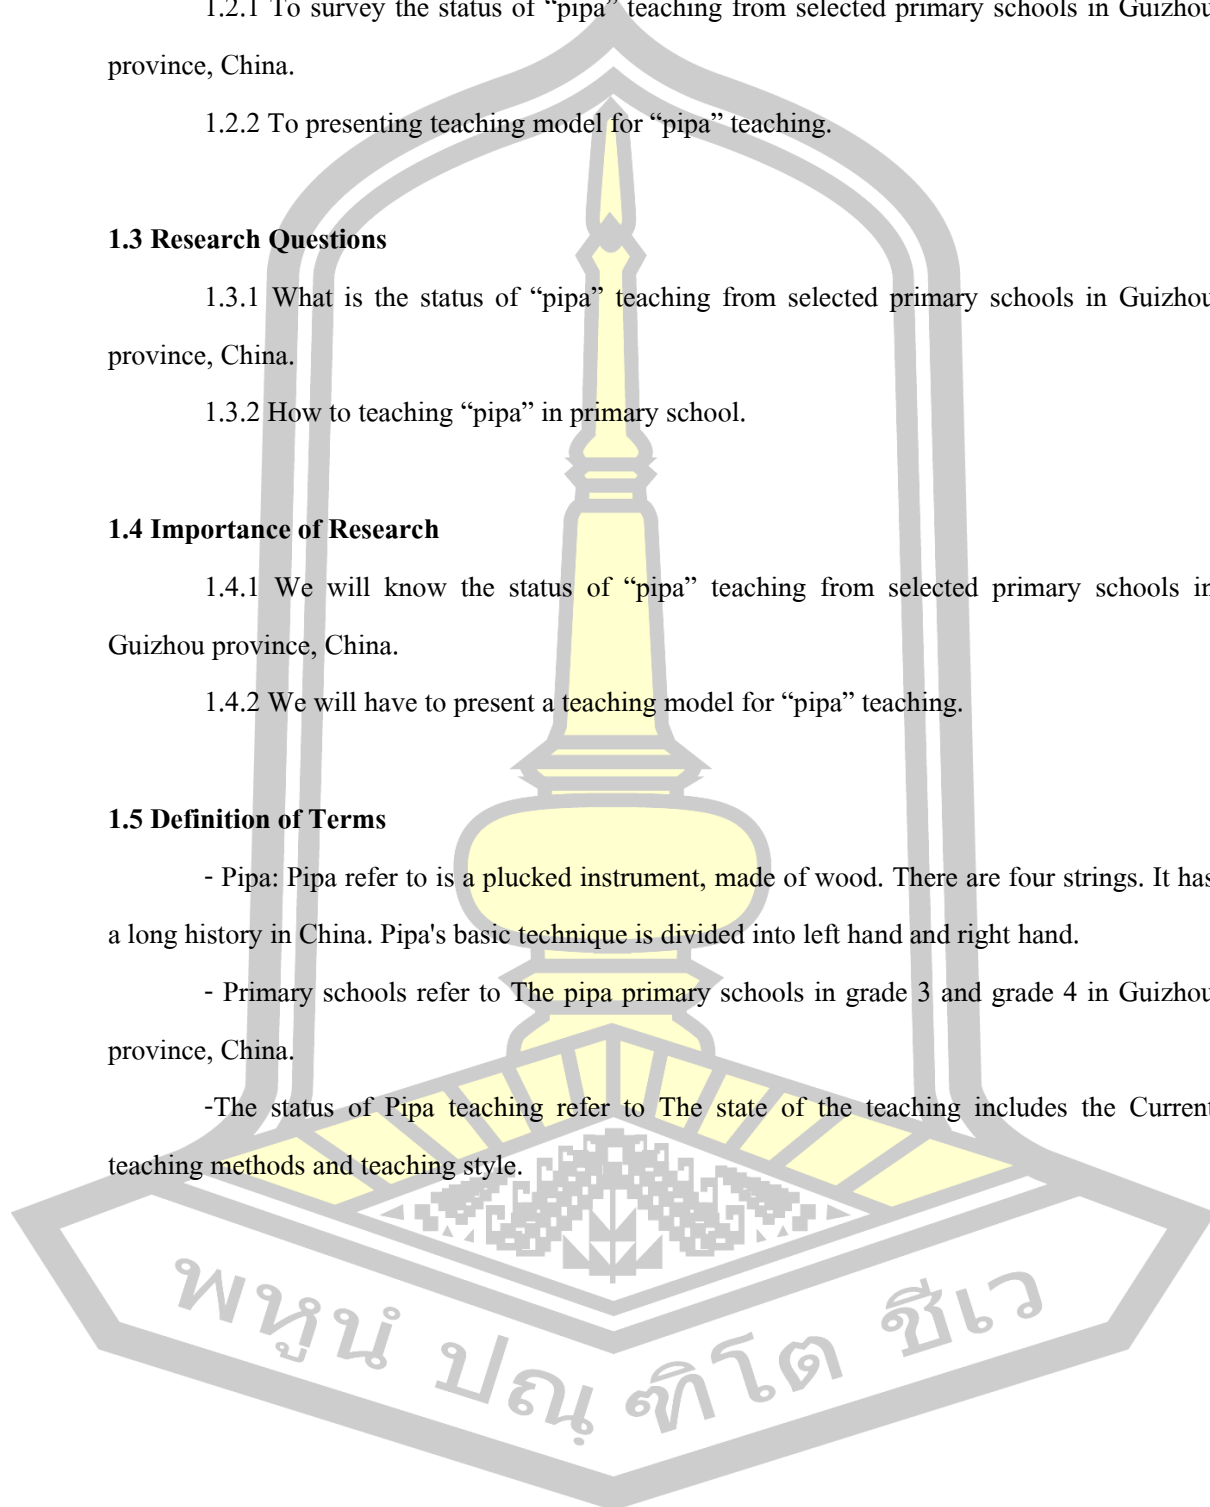 1.2.1 To survey the status of “pipa” teaching from selected primary schools in Guizhou
province, China.
1.2.2 To presenting teaching model for “pipa” teaching.
1.3 Research Questions
1.3.1 What is the status of “pipa” teaching from selected primary schools in Guizhou
province, China.
1.3.2 How to teaching “pipa” in primary school.
1.4 Importance of Research
1.4.1 We will know the status of “pipa” teaching from selected primary schools in
Guizhou province, China.
1.4.2 We will have to present a teaching model for “pipa” teaching.
1.5 Definition of Terms
- Pipa: Pipa refer to is a plucked instrument, made of wood. There are four strings. It has
a long history in China. Pipa's basic technique is divided into left hand and right hand.
- Primary schools refer to The pipa primary schools in grade 3 and grade 4 in Guizhou
province, China.
-The status of Pipa teaching refer to The state of the teaching includes the Current
teaching methods and teaching style.
พหูนํ ปณฺฑิโต ชีเว